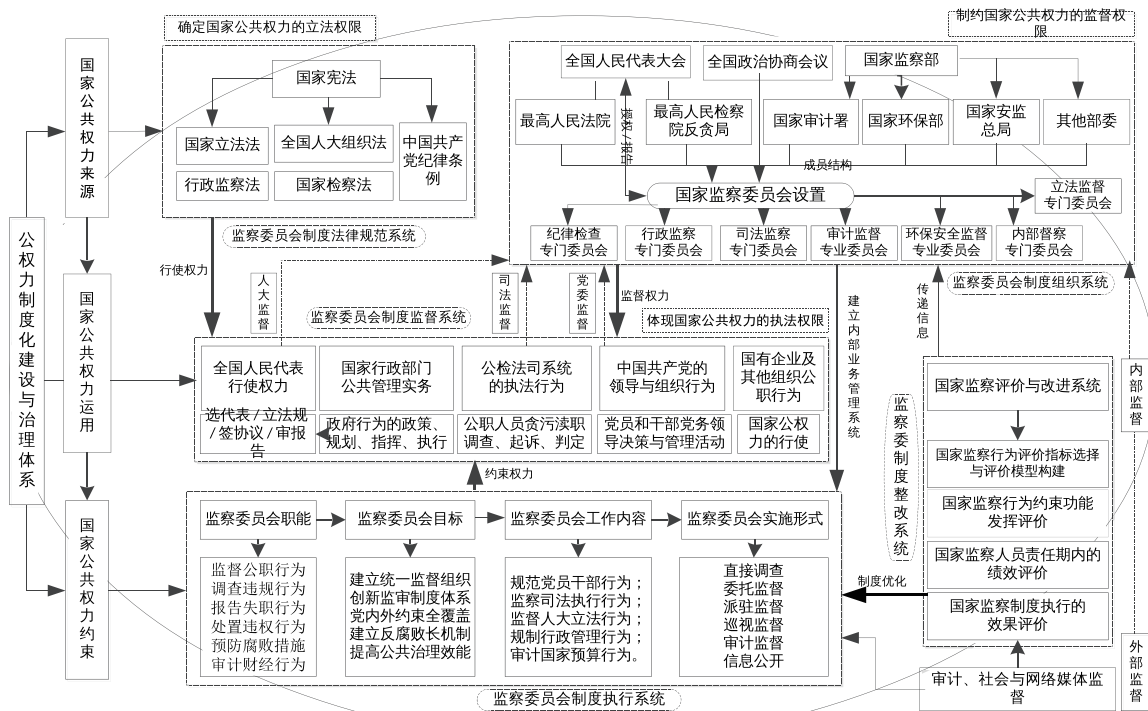 确定国家公共权力的立法权限
制约国家公共权力的监督权
限
国
家
公
共
权
力
来
源
国家宪法
国家立法法
全国人大组织法
中国共产
党纪律条
例
行政监察法
国家检察法
监察委员会制度法律规范系统
全国人民代表大会
全国政治协商会议
国家监察部
最高人民法院
授权/报告
最高人民检察
院反贪局
国家审计署
国家环保部
国家安监
总局
其他部委
成员结构
国家监察委员会设置
立法监督
专门委员会
纪律检查
专门委员会
行政监察
专门委员会
司法监察
专门委员会
审计监督
专业委员会
环保安全监督
专业委员会
内部督察
专门委员会
监察委员会制度组织系统
公
权
力
制
度
化
建
设
与
治
理
体
系
国
家
公
共
权
力
运
用
行使权力
人
大
监
督
监察委员会制度监督系统
司
法
监
督
党
委
监
督
监督权力
体现国家公共权力的执法权限
建
立
内
部
业
务
管
理
系
统
传
递
信
息
内
部
监
督
全国人民代表
行使权力
国家行政部门
公共管理实务
公检法司系统
的执法行为
中国共产党的
领导与组织行为
国有企业及
其他组织公
职行为
选代表/立法规
/签协议/审报
告
政府行为的政策、
规划、指挥、执行
公职人员贪污渎职
调查、起诉、判定
党员和干部党务领
导决策与管理活动
国家公权
力的行使
约束权力
监
察
委
制
度
整
改
系
统
国家监察评价与改进系统
国家监察行为评价指标选择
与评价模型构建
国家监察行为约束功能
发挥评价
国家监察人员责任期内的
绩效评价
国家监察制度执行的
效果评价
制度优化
国
家
公
共
权
力
约
束
监察委员会职能
监察委员会目标
监察委员会工作内容
监察委员会实施形式
监督公职行为
调查违规行为
报告失职行为
处置违权行为
预防腐败措施
审计财经行为
建立统一监督组织
创新监审制度体系
党内外约束全覆盖
建立反腐败长机制
提高公共治理效能
规范党员干部行为；
监察司法执行行为；
监督人大立法行为；
规制行政管理行为；
审计国家预算行为。
直接调查
委托监督
派驻监督
巡视监督
审计监督
信息公开
监察委员会制度执行系统
审计、社会与网络媒体监
督
外
部
监
督